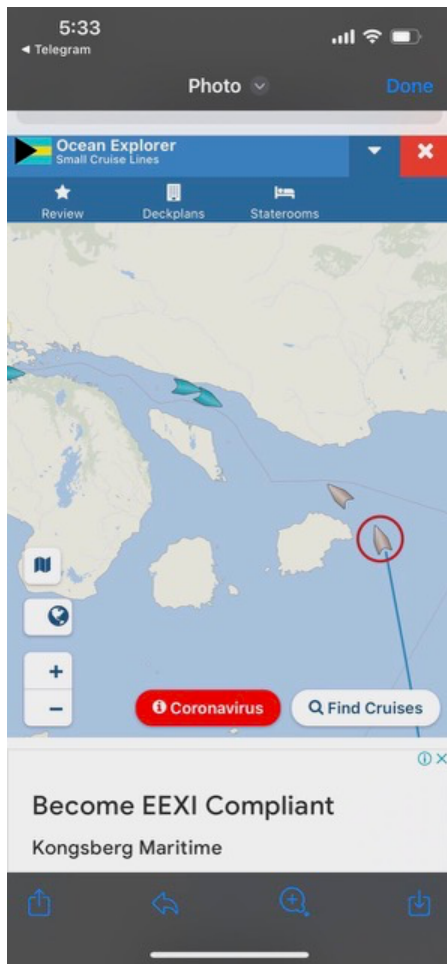 5:33
◀ Telegram
Photo
Done
Ocean Explorer
Small Cruise Lines
Review
Deckplans
Staterooms
+
−
Coronavirus
Find Cruises
Become EEXI Compliant
Kongsberg Maritime